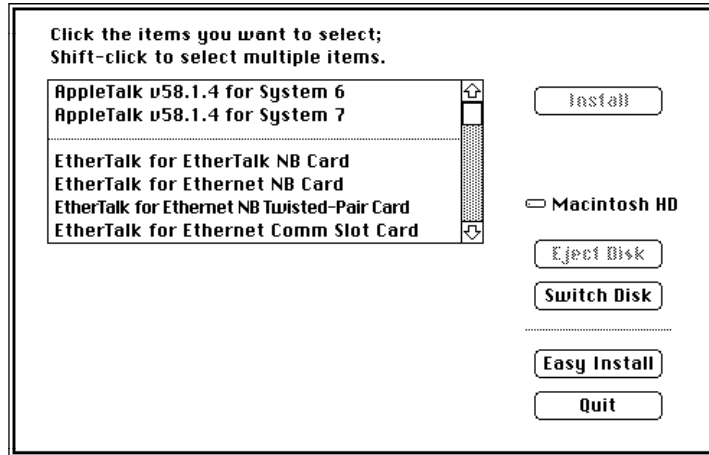 Click the items you want to select;
Shift-click to select multiple items.
AppleTalk v58.1.4 for System 6
AppleTalk v58.1.4 for System 7
EtherTalk for EtherTalk NB Card
EtherTalk for Ethernet NB Card
EtherTalk for Ethernet NB Twisted-Pair Card
EtherTalk for Ethernet Comm Slot Card
Install
Macintosh HD
Eject Disk
Switch Disk
Easy Install
Quit